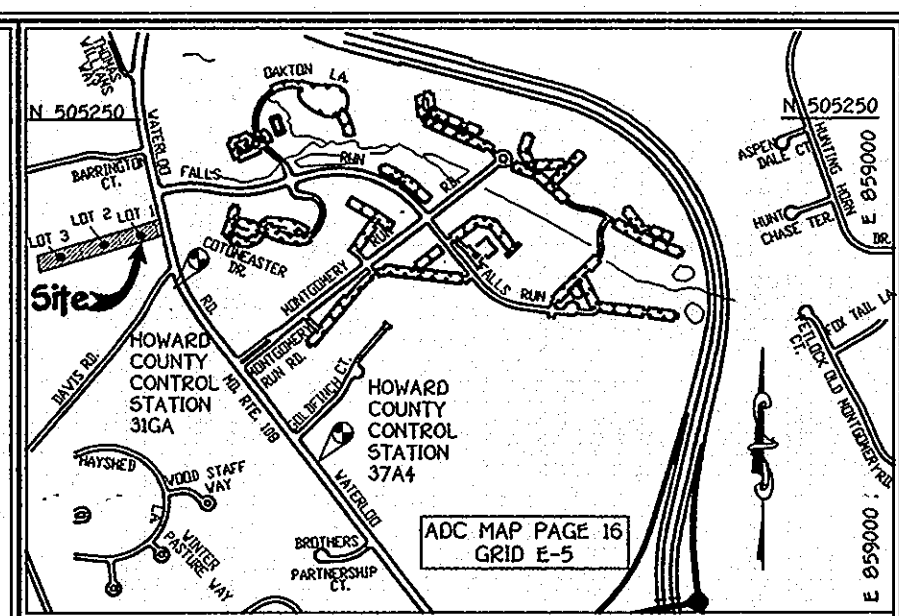 THOMAS
WILLIAMS
WAY
OAKTON LA.
N 505250
N 505250
WATERLOO
BARRINGTON
CT.
FALLS
RUN
RD.
ASPEN
DALE CT.
HUNTING HORN
DR.
E 859000
HUNT
CHASE TER.
LOT 3
LOT 2
LOT 1
Site
COTONEASTER
DR.
MONTGOMERY
RUN
FALLS RUN
FOX TAIL LA.
FETLOCK
CT.
OLD MONTGOMERY RD.
DAVIS RD.
RD.
HOWARD
COUNTY
CONTROL
STATION
31GA
MONTGOMERY
RUN RD.
MD. RTE. 108
GOLDFINCH CT.
HOWARD
COUNTY
CONTROL
STATION
37A4
WATERLOO
HAYSHED
LA.
WOOD STAFF
WAY
WINTER
PASTURE WAY
BROTHERS
PARTNERSHIP
CT.
ADC MAP PAGE 16
GRID E-5
E 859000